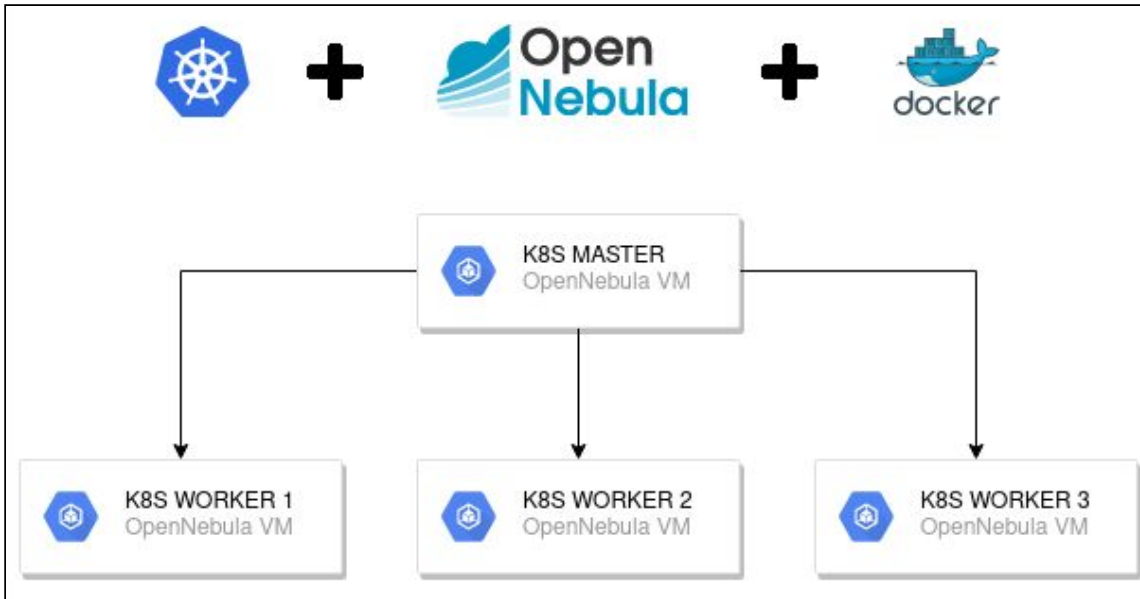 Open
Nebula
docker
K8S MASTER
OpenNebula VM
K8S WORKER 1
OpenNebula VM
K8S WORKER 2
OpenNebula VM
K8S WORKER 3
OpenNebula VM